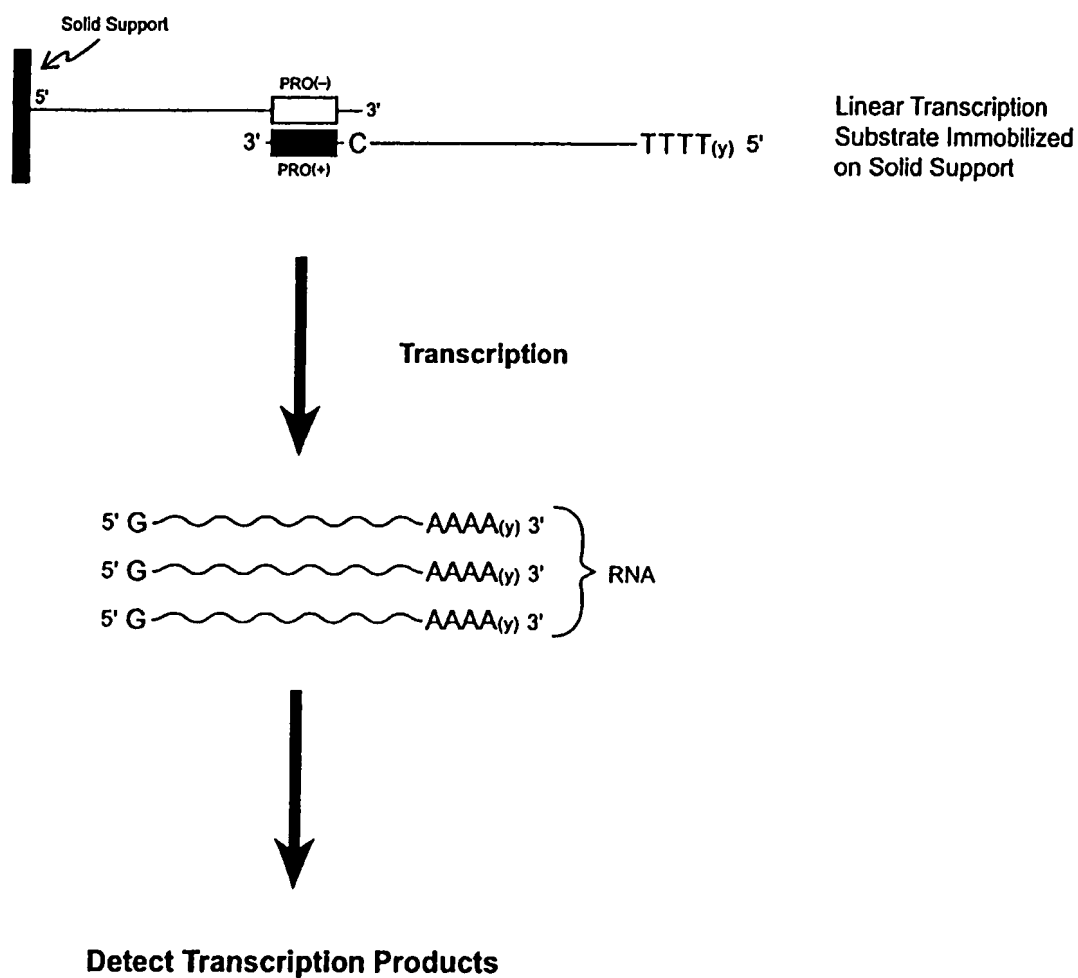 Solid Support
5'
PRO(–)
3'
3'
C
TTTT(y) 5'
PRO(+)
Linear Transcription
Substrate Immobilized
on Solid Support
Transcription
5' G AAAA(y) 3'
5' G AAAA(y) 3'
5' G AAAA(y) 3'
RNA
Detect Transcription Products